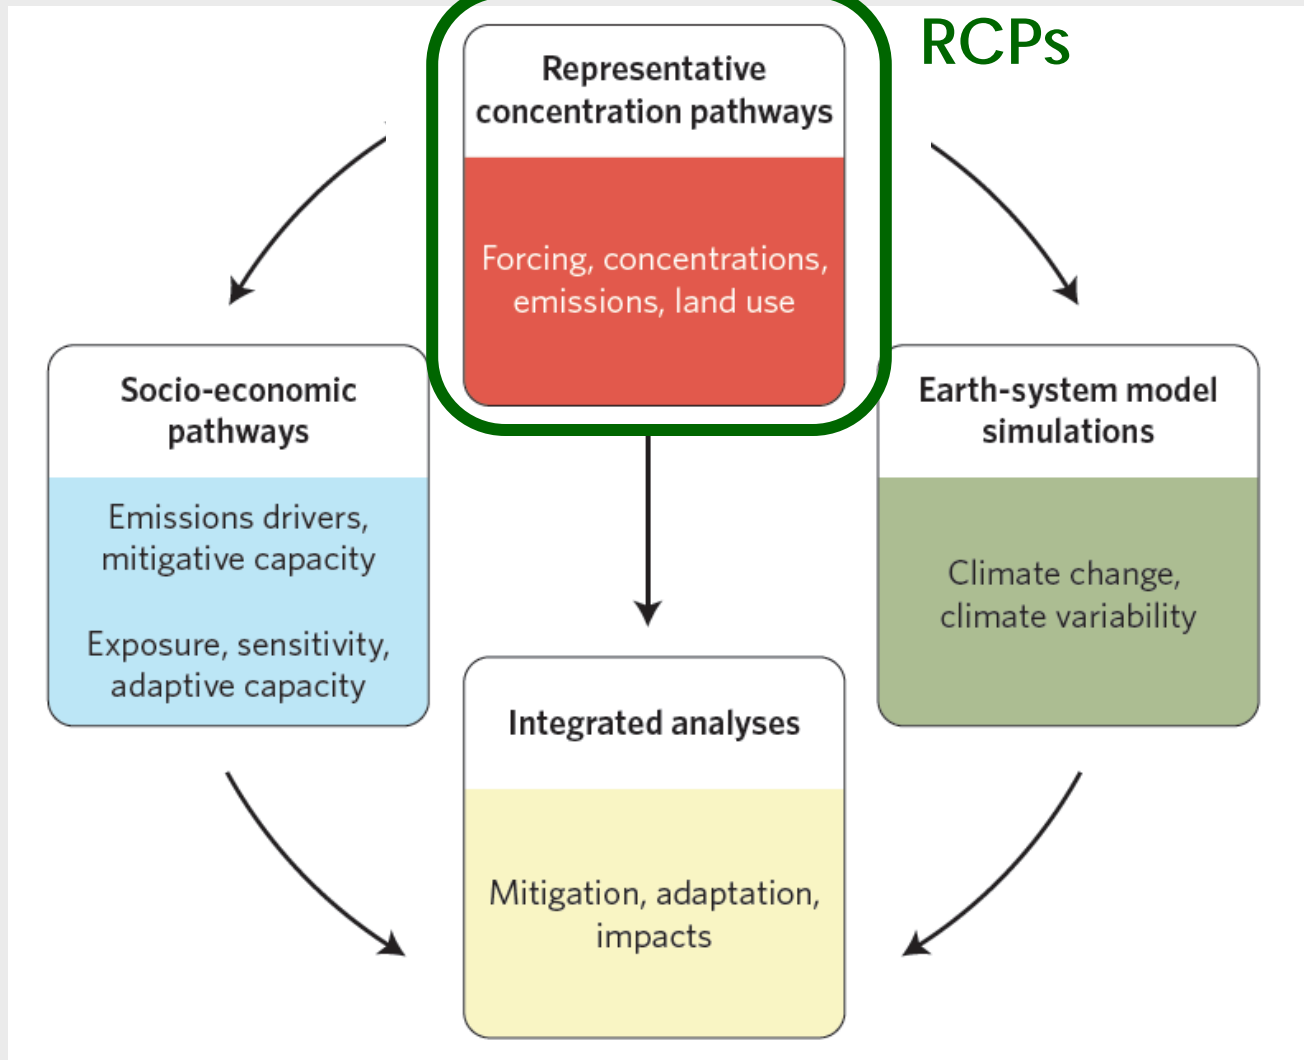 RCPs
Representative
concentration pathways
Forcing, concentrations,
emissions, land use
Socio-economic
pathways
Emissions drivers,
mitigative capacity
Exposure, sensitivity,
adaptive capacity
Earth-system model
simulations
Climate change,
climate variability
Integrated analyses
Mitigation, adaptation,
impacts